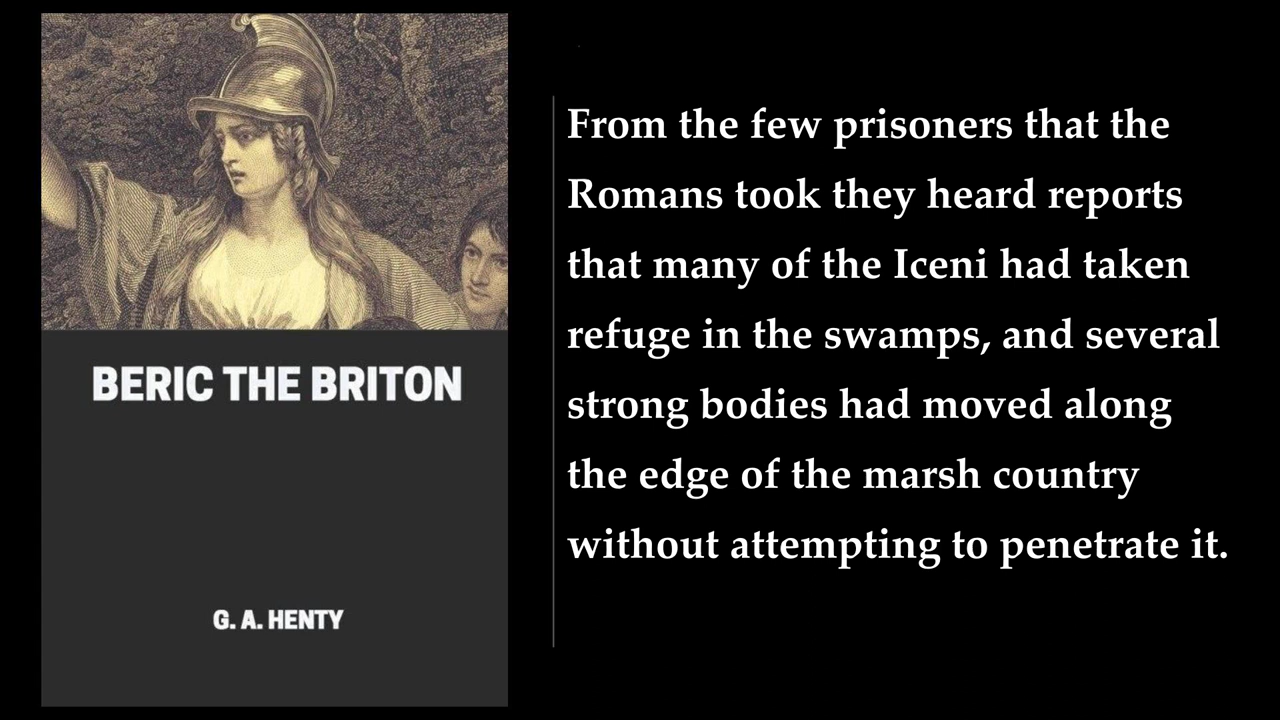 BERIC THE BRITON
G. A. HENTY
From the few prisoners that the
Romans took they heard reports
that many of the Iceni had taken
refuge in the swamps, and several
strong bodies had moved along
the edge of the marsh country
without attempting to penetrate it.